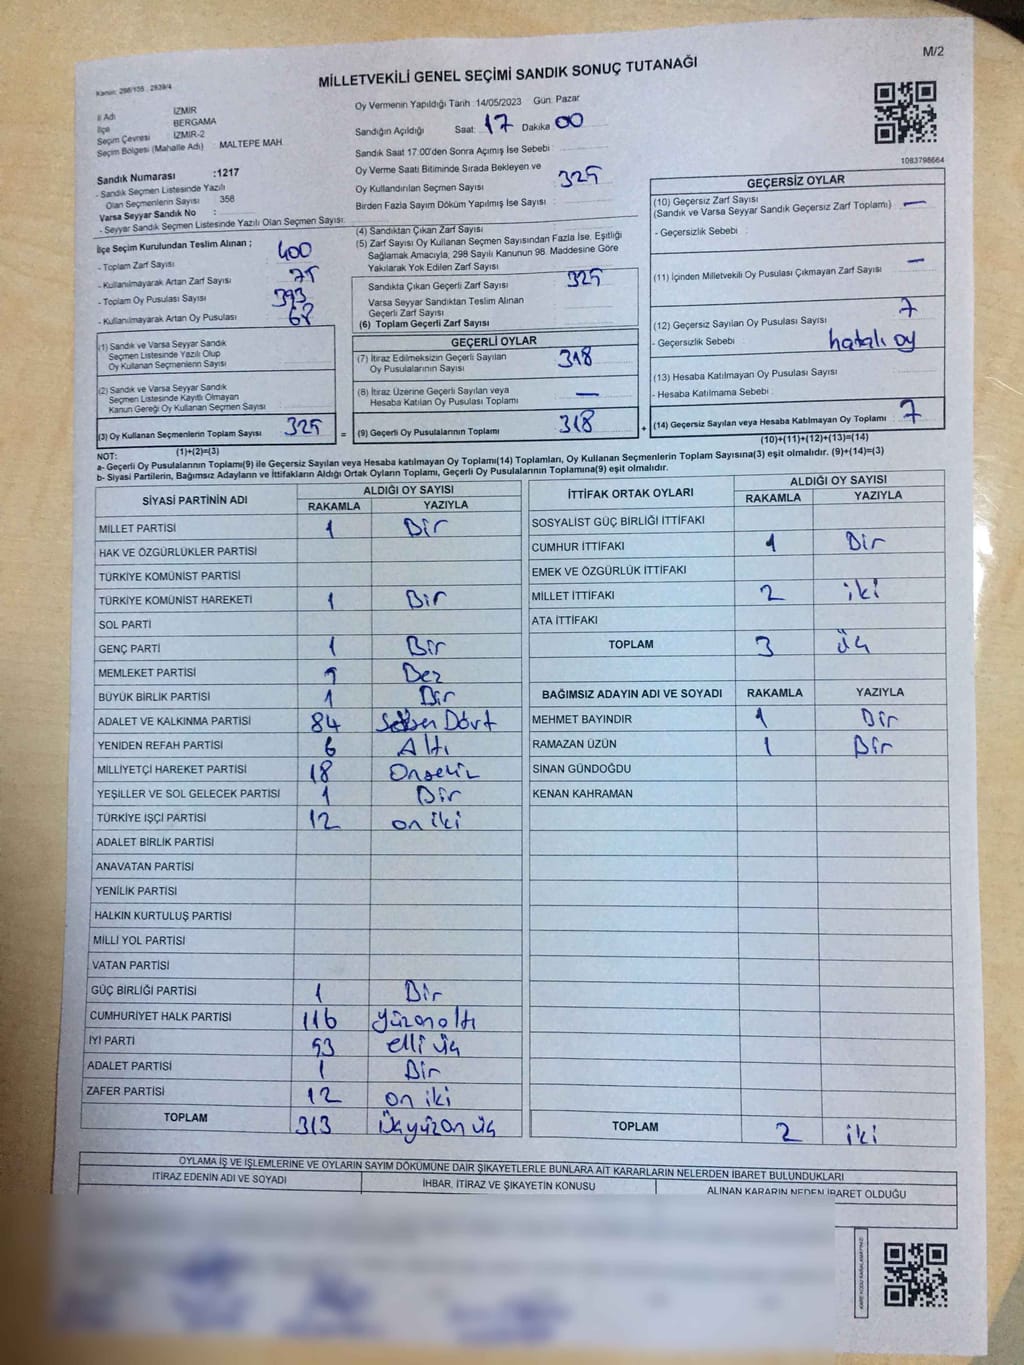 M/2
MİLLETVEKİLİ GENEL SEÇİMİ SANDIK SONUÇ TUTANAĞI
Kanun: 298/105 , 2839/4
İl Adı İZMİR
İlçe BERGAMA
Seçim Çevresi İZMİR-2
Seçim Bölgesi (Mahalle Adı) : MALTEPE MAH
Sandık Numarası :1217
- Sandık Seçmen Listesinde Yazılı
Olan Seçmenlerin Sayısı 358
Varsa Seyyar Sandık No :
- Seyyar Sandık Seçmen Listesinde Yazılı Olan Seçmen Sayısı:
Oy Vermenin Yapıldığı Tarih :14/05/2023 Gün: Pazar
Sandığın Açıldığı Saat: 17 Dakika 00
Sandık Saat 17:00'den Sonra Açımış İse Sebebi :
Oy Verme Saati Bitiminde Sırada Bekleyen ve
Oy Kullandırılan Seçmen Sayısı : 325
Birden Fazla Sayım Döküm Yapılmış İse Sayısı :
1083798664
İlçe Seçim Kurulundan Teslim Alınan ;
- Toplam Zarf Sayısı 400
- Kullanılmayarak Artan Zarf Sayısı 75
- Toplam Oy Pusulası Sayısı 393
- Kullanılmayarak Artan Oy Pusulası 68
(1) Sandık ve Varsa Seyyar Sandık
Seçmen Listesinde Yazılı Olup
Oy Kullanan Seçmenlerin Sayısı
(2) Sandık ve Varsa Seyyar Sandık
Seçmen Listesinde Kayıtlı Olmayan
Kanun Gereği Oy Kullanan Seçmen Sayısı
(3) Oy Kullanan Seçmenlerin Toplam Sayısı 325 =
(1)+(2)=(3)
(4) Sandıktan Çıkan Zarf Sayısı
(5) Zarf Sayısı Oy Kullanan Seçmen Sayısından Fazla İse, Eşitliği
Sağlamak Amacıyla, 298 Sayılı Kanunun 98. Maddesine Göre
Yakılarak Yok Edilen Zarf Sayısı
Sandıkta Çıkan Geçerli Zarf Sayısı 325
Varsa Seyyar Sandıktan Teslim Alınan
Geçerli Zarf Sayısı
(6) Toplam Geçerli Zarf Sayısı
GEÇERLİ OYLAR
(7) İtiraz Edilmeksizin Geçerli Sayılan
Oy Pusulalarının Sayısı 318
(8) İtiraz Üzerine Geçerli Sayılan veya
Hesaba Katılan Oy Pusulası Toplamı —
(9) Geçerli Oy Pusulalarının Toplamı 318 +
GEÇERSİZ OYLAR
(10) Geçersiz Zarf Sayısı
(Sandık ve Varsa Seyyar Sandık Geçersiz Zarf Toplamı) —
- Geçersizlik Sebebi :
(11) İçinden Milletvekili Oy Pusulası Çıkmayan Zarf Sayısı —
(12) Geçersiz Sayılan Oy Pusulası Sayısı 7
- Geçersizlik Sebebi : hatalı oy
(13) Hesaba Katılmayan Oy Pusulası Sayısı
- Hesaba Katılmama Sebebi :
(14) Geçersiz Sayılan veya Hesaba Katılmayan Oy Toplamı 7
(10)+(11)+(12)+(13)=(14)
NOT:
a- Geçerli Oy Pusulalarının Toplamı(9) ile Geçersiz Sayılan veya Hesaba katılmayan Oy Toplamı(14) Toplamları, Oy Kullanan Seçmenlerin Toplam Sayısına(3) eşit olmalıdır. (9)+(14)=(3)
b- Siyasi Partilerin, Bağımsız Adayların ve İttifakların Aldığı Ortak Oyların Toplamı, Geçerli Oy Pusulalarının Toplamına(9) eşit olmalıdır.
SİYASİ PARTİNİN ADI ALDIĞI OY SAYISI
RAKAMLA YAZIYLA
MİLLET PARTİSİ 1 Bir
HAK VE ÖZGÜRLÜKLER PARTİSİ
TÜRKİYE KOMÜNİST PARTİSİ
TÜRKİYE KOMÜNİST HAREKETİ 1 Bir
SOL PARTİ
GENÇ PARTİ 1 Bir
MEMLEKET PARTİSİ 5 Beş
BÜYÜK BİRLİK PARTİSİ 1 Bir
ADALET VE KALKINMA PARTİSİ 84 Seksen Dört
YENİDEN REFAH PARTİSİ 6 Altı
MİLLİYETÇİ HAREKET PARTİSİ 18 Onsekiz
YEŞİLLER VE SOL GELECEK PARTİSİ 1 Bir
TÜRKİYE İŞÇİ PARTİSİ 12 on iki
ADALET BİRLİK PARTİSİ
ANAVATAN PARTİSİ
YENİLİK PARTİSİ
HALKIN KURTULUŞ PARTİSİ
MİLLİ YOL PARTİSİ
VATAN PARTİSİ
GÜÇ BİRLİĞİ PARTİSİ 1 Bir
CUMHURİYET HALK PARTİSİ 116 yüzonaltı
İYİ PARTİ 53 elli üç
ADALET PARTİSİ 1 Bir
ZAFER PARTİSİ 12 on iki
TOPLAM 313 Üçyüzon üç
İTTİFAK ORTAK OYLARI ALDIĞI OY SAYISI
RAKAMLA YAZIYLA
SOSYALİST GÜÇ BİRLİĞİ İTTİFAKI
CUMHUR İTTİFAKI 1 Bir
EMEK VE ÖZGÜRLÜK İTTİFAKI
MİLLET İTTİFAKI 2 iki
ATA İTTİFAKI
TOPLAM 3 üç
BAĞIMSIZ ADAYIN ADI VE SOYADI RAKAMLA YAZIYLA
MEHMET BAYINDIR 1 Bir
RAMAZAN ÜZÜN 1 Bir
SİNAN GÜNDOĞDU
KENAN KAHRAMAN
TOPLAM 2 iki
OYLAMA İŞ VE İŞLEMLERİNE VE OYLARIN SAYIM DÖKÜMÜNE DAİR ŞİKAYETLERLE BUNLARA AİT KARARLARIN NELERDEN İBARET BULUNDUKLARI
İTİRAZ EDENİN ADI VE SOYADI İHBAR, İTİRAZ VE ŞİKAYETİN KONUSU ALINAN KARARIN NEDEN İBARET OLDUĞU